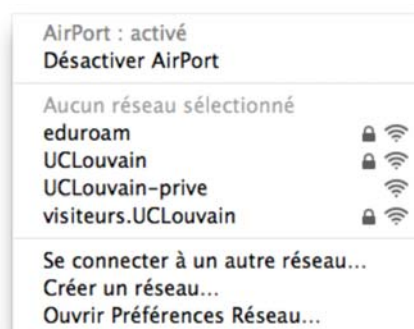 AirPort : activé
Désactiver AirPort
Aucun réseau sélectionné
eduroam
UCLouvain
UCLouvain-prive
visiteurs.UCLouvain
Se connecter à un autre réseau...
Créer un réseau...
Ouvrir Préférences Réseau...